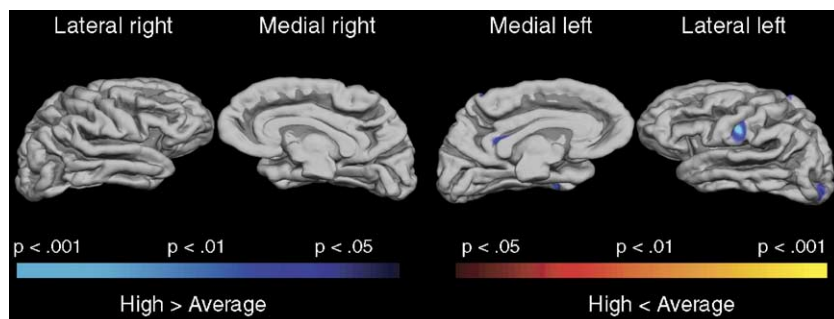 Lateral right Medial right Medial left Lateral left
p < .001 p < .01 p < .05 p < .05 p < .01 p < .001
High > Average High < Average